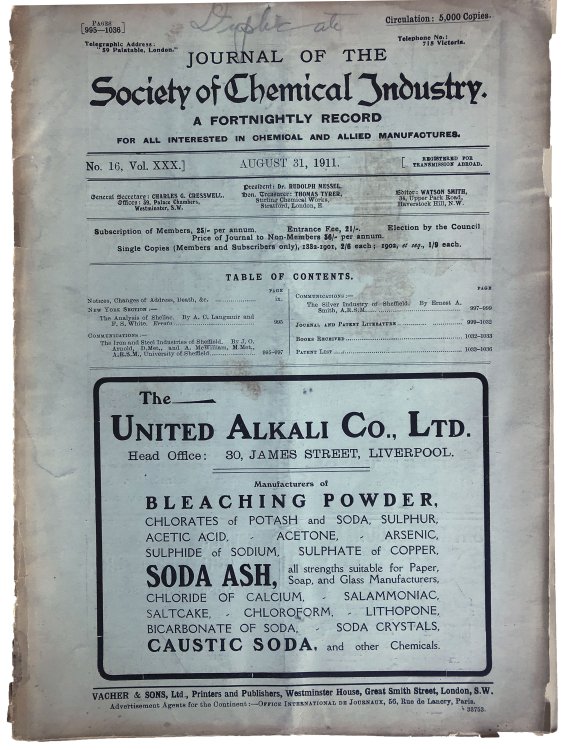 Duplicate
[PAGES 995—1036]
Circulation: 5,000 Copies.
Telegraphic Address: "59 Palatable, London."
Telephone No.: 715 Victoria.
JOURNAL OF THE
Society of Chemical Industry.
A FORTNIGHTLY RECORD
FOR ALL INTERESTED IN CHEMICAL AND ALLIED MANUFACTURES.
No. 16, Vol. XXX.]
AUGUST 31, 1911.
[REGISTERED FOR TRANSMISSION ABROAD.
General Secretary: CHARLES G. CRESSWELL.
Offices: 59, Palace Chambers,
Westminster, S.W.
President: Dr. RUDOLPH MESSEL.
Hon. Treasurer: THOMAS TYRER,
Stirling Chemical Works,
Stratford, London, E
Editor: WATSON SMITH,
34, Upper Park Road,
Haverstock Hill, N.W.
Subscription of Members, 25/- per annum. Entrance Fee, 21/-. Election by the Council
Price of Journal to Non-Members 36/- per annum.
Single Copies (Members and Subscribers only), 1882-1901, 2/6 each; 1902, et seq., 1/9 each.
TABLE OF CONTENTS.
PAGE
Notices, Changes of Address, Death, &c. ix.
NEW YORK SECTION:—
The Analysis of Shellac. By A. C. Langmuir and
F. S. White. Errata 995
COMMUNICATIONS:—
The Iron and Steel Industries of Sheffield. By J. O.
Arnold, D.Met., and A. McWilliam, M.Met.,
A.R.S.M., University of Sheffield 995—997
PAGE
COMMUNICATIONS:—
The Silver Industry of Sheffield. By Ernest A.
Smith, A.R.S.M. 997—999
JOURNAL AND PATENT LITERATURE 999—1032
BOOKS RECEIVED 1032—1033
PATENT LIST 1033—1036
The
UNITED ALKALI CO., LTD.
Head Office: 30, JAMES STREET, LIVERPOOL.
Manufacturers of
BLEACHING POWDER,
CHLORATES of POTASH and SODA, SULPHUR,
ACETIC ACID, - ACETONE, - ARSENIC,
SULPHIDE of SODIUM, SULPHATE of COPPER,
SODA ASH, all strengths suitable for Paper, Soap, and Glass Manufacturers,
CHLORIDE OF CALCIUM, - SALAMMONIAC,
SALTCAKE, - CHLOROFORM, - LITHOPONE,
BICARBONATE OF SODA, - SODA CRYSTALS,
CAUSTIC SODA, and other Chemicals.
VACHER & SONS, Ltd., Printers and Publishers, Westminster House, Great Smith Street, London, S.W.
Advertisement Agents for the Continent:—OFFICE INTERNATIONAL DE JOURNAUX, 56, Rue de Lancry, Paris.
33753.